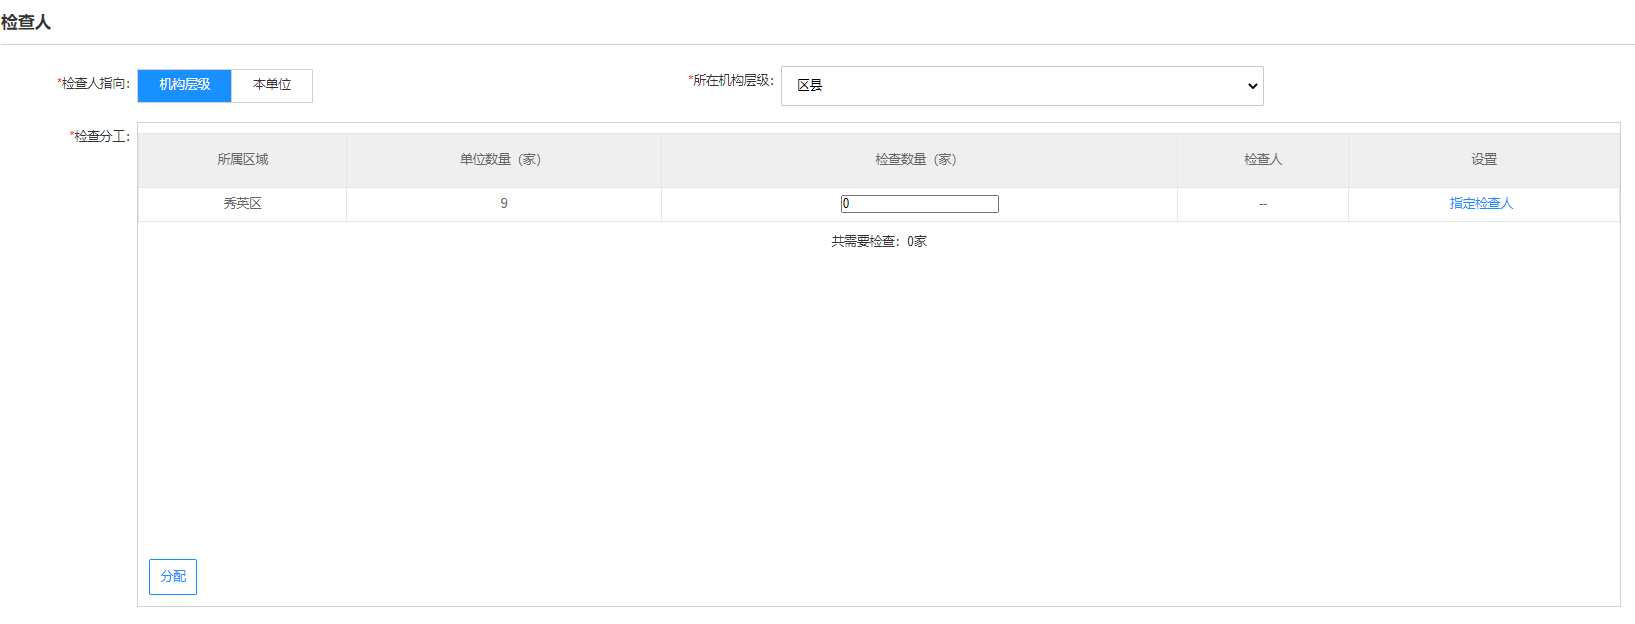 检查人
*检查人指向: 机构层级 本单位 *所在机构层级: 区县
*检查分工:
所属区域 单位数量（家） 检查数量（家） 检查人 设置
秀英区 9 0 -- 指定检查人
共需要检查：0家
分配